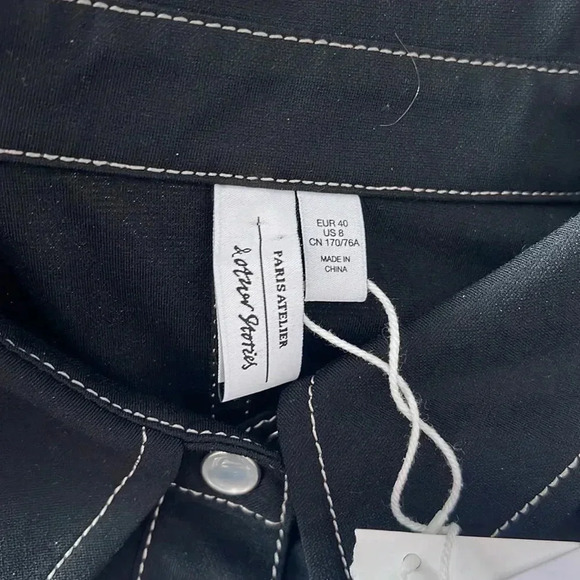 PARIS ATELIER
& other Stories
EUR 40
US 8
CN 170/76A
MADE IN
CHINA